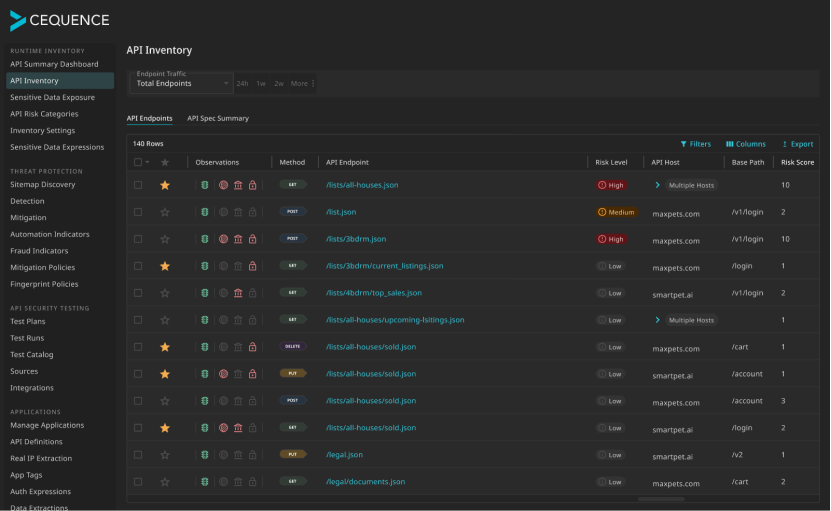 CEQUENCE
RUNTIME INVENTORY
API Summary Dashboard
API Inventory
Sensitive Data Exposure
API Risk Categories
Inventory Settings
Sensitive Data Expressions
THREAT PROTECTION
Sitemap Discovery
Detection
Mitigation
Automation Indicators
Fraud Indicators
Mitigation Policies
Fingerprint Policies
API SECURITY TESTING
Test Plans
Test Runs
Test Catalog
Sources
Integrations
APPLICATIONS
Manage Applications
API Definitions
Real IP Extraction
App Tags
Auth Expressions
Data Extractions
API Inventory
Endpoint Traffic
Total Endpoints 24h 1w 2w More
API Endpoints API Spec Summary
140 Rows Filters Columns Export
Observations Method API Endpoint Risk Level API Host Base Path Risk Score
GET /lists/all-houses.json High Multiple Hosts 10
POST /list.json Medium maxpets.com /v1/login 2
POST /lists/3bdrm.json High maxpets.com /v1/login 10
GET /lists/3bdrm/current_listings.json Low maxpets.com /login 1
GET /lists/4bdrm/top_sales.json Low smartpet.ai /v1/login 2
GET /lists/all-houses/upcoming-lsitings.json Low Multiple Hosts 1
DELETE /lists/all-houses/sold.json Low maxpets.com /cart 1
PUT /lists/all-houses/sold.json Low smartpet.ai /account 1
POST /lists/all-houses/sold.json Low maxpets.com /account 3
GET /lists/all-houses/sold.json Low smartpet.ai /login 2
PUT /legal.json Low smartpet.ai /v2 1
GET /legal/documents.json Low maxpets.com /cart 2